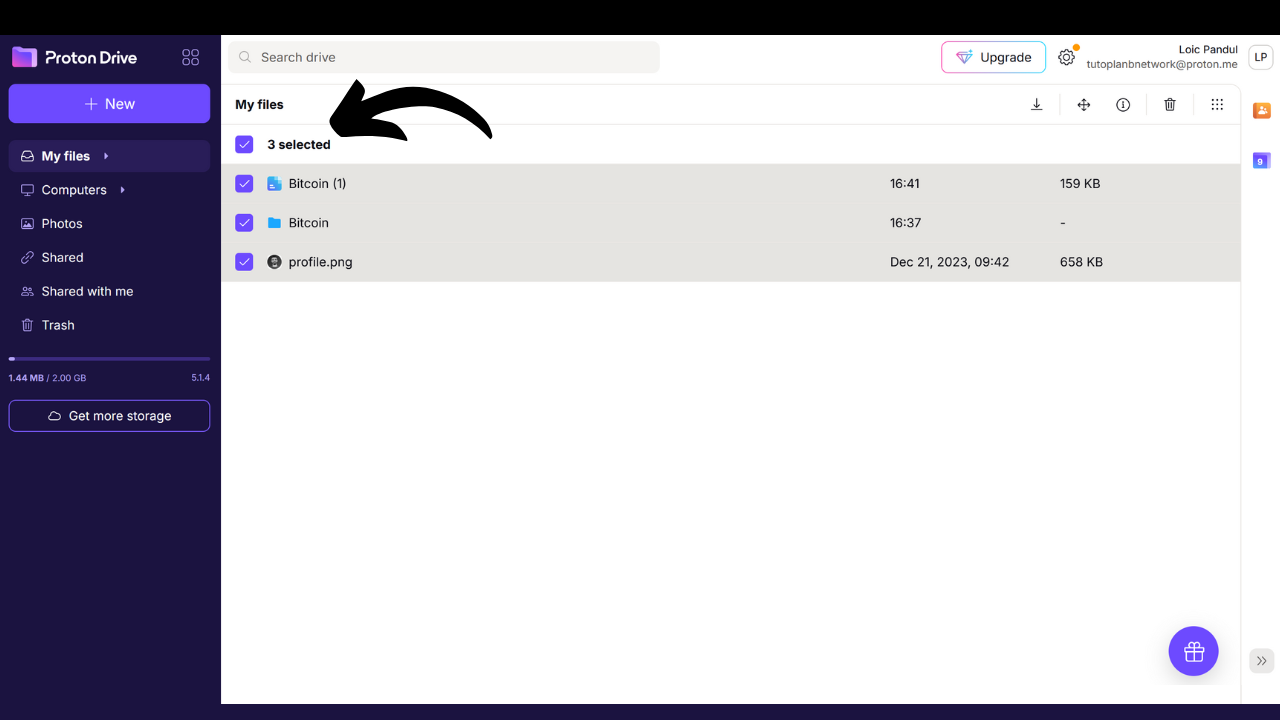 Proton Drive
Search drive
Upgrade
Loic Pandul
tutoplanbnetwork@proton.me
LP
New
My files
Computers
Photos
Shared
Shared with me
Trash
1.44 MB / 2.00 GB 5.1.4
Get more storage
My files
3 selected
Bitcoin (1) 16:41 159 KB
Bitcoin 16:37 -
profile.png Dec 21, 2023, 09:42 658 KB
9